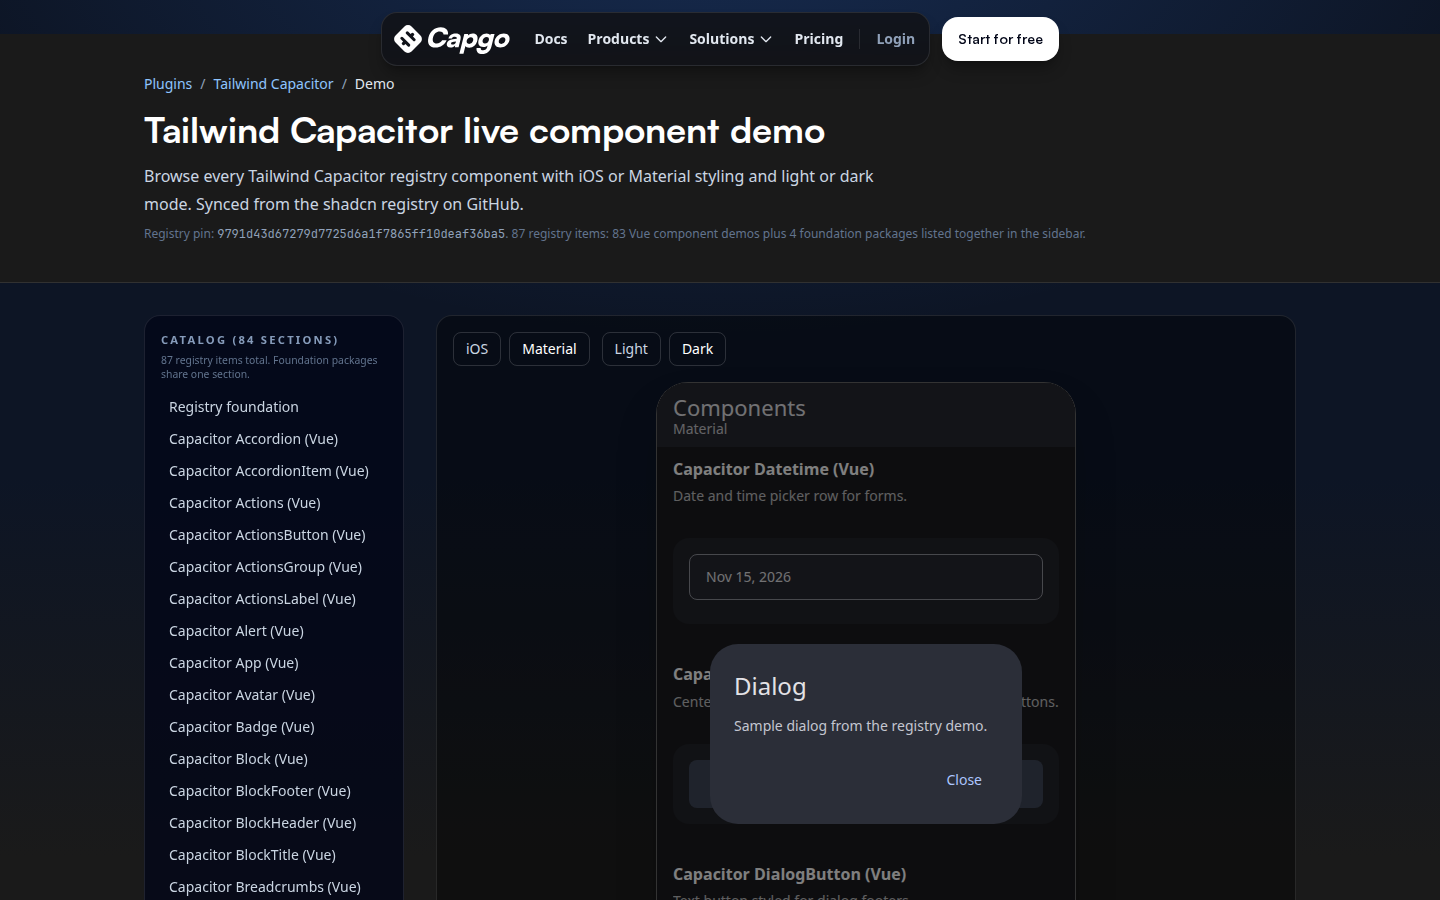 Capgo Docs Products Solutions Pricing Login Start for free
Plugins / Tailwind Capacitor / Demo
Tailwind Capacitor live component demo
Browse every Tailwind Capacitor registry component with iOS or Material styling and light or dark
mode. Synced from the shadcn registry on GitHub.
Registry pin: 9791d43d67279d7725d6a1f7865ff10deaf36ba5. 87 registry items: 83 Vue component demos plus 4 foundation packages listed together in the sidebar.
CATALOG (84 SECTIONS)
87 registry items total. Foundation packages
share one section.
Registry foundation
Capacitor Accordion (Vue)
Capacitor AccordionItem (Vue)
Capacitor Actions (Vue)
Capacitor ActionsButton (Vue)
Capacitor ActionsGroup (Vue)
Capacitor ActionsLabel (Vue)
Capacitor Alert (Vue)
Capacitor App (Vue)
Capacitor Avatar (Vue)
Capacitor Badge (Vue)
Capacitor Block (Vue)
Capacitor BlockFooter (Vue)
Capacitor BlockHeader (Vue)
Capacitor BlockTitle (Vue)
Capacitor Breadcrumbs (Vue)
iOS Material Light Dark
Components
Material
Capacitor Datetime (Vue)
Date and time picker row for forms.
Nov 15, 2026
Dialog
Sample dialog from the registry demo.
Close
Capacitor DialogButton (Vue)
Text button styled for dialog footers.